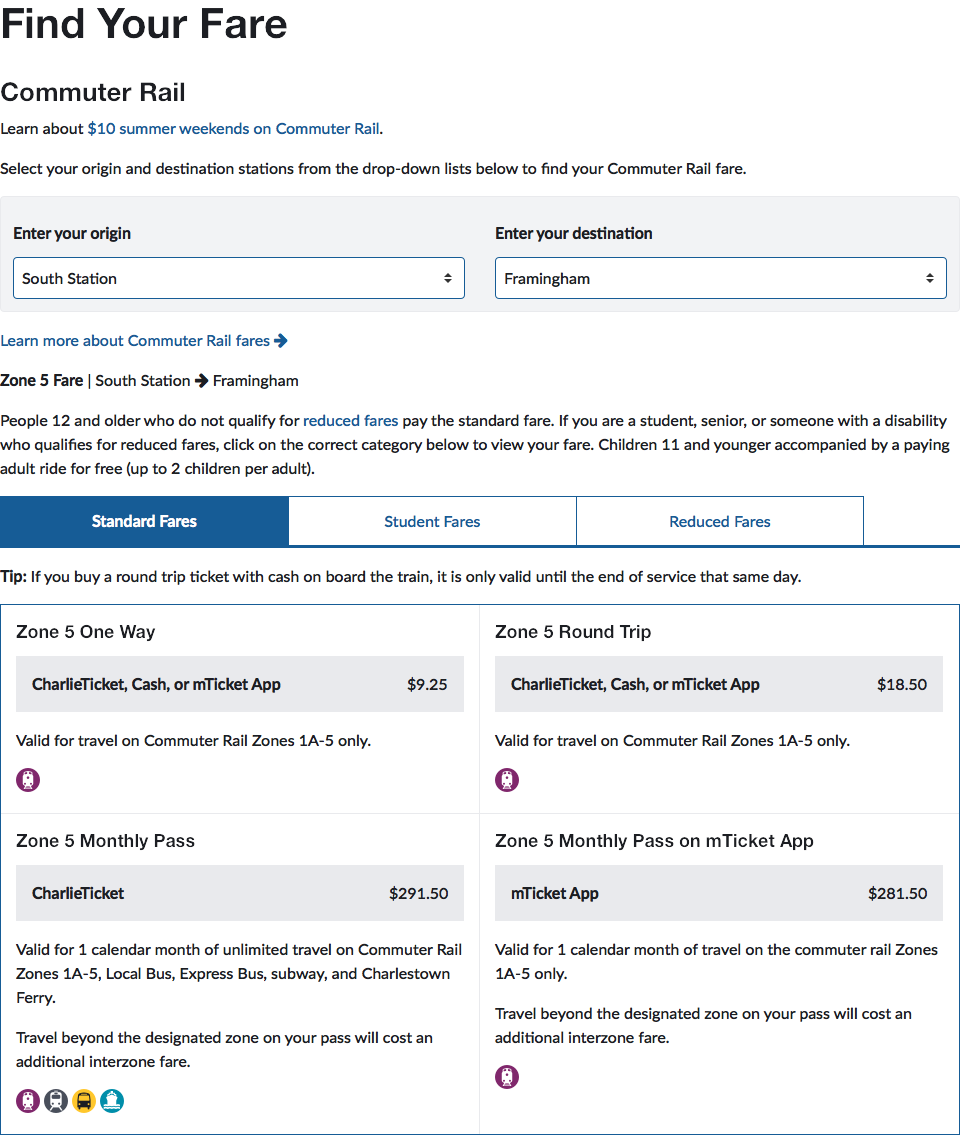 Find Your Fare
Commuter Rail
Learn about $10 summer weekends on Commuter Rail.
Select your origin and destination stations from the drop-down lists below to find your Commuter Rail fare.
Enter your origin
South Station
Enter your destination
Framingham
Learn more about Commuter Rail fares
Zone 5 Fare | South Station → Framingham
People 12 and older who do not qualify for reduced fares pay the standard fare. If you are a student, senior, or someone with a disability
who qualifies for reduced fares, click on the correct category below to view your fare. Children 11 and younger accompanied by a paying
adult ride for free (up to 2 children per adult).
Standard Fares
Student Fares
Reduced Fares
Tip: If you buy a round trip ticket with cash on board the train, it is only valid until the end of service that same day.
Zone 5 One Way
CharlieTicket, Cash, or mTicket App $9.25
Valid for travel on Commuter Rail Zones 1A-5 only.
Zone 5 Round Trip
CharlieTicket, Cash, or mTicket App $18.50
Valid for travel on Commuter Rail Zones 1A-5 only.
Zone 5 Monthly Pass
CharlieTicket $291.50
Valid for 1 calendar month of unlimited travel on Commuter Rail
Zones 1A-5, Local Bus, Express Bus, subway, and Charlestown
Ferry.
Travel beyond the designated zone on your pass will cost an
additional interzone fare.
Zone 5 Monthly Pass on mTicket App
mTicket App $281.50
Valid for 1 calendar month of travel on the commuter rail Zones
1A-5 only.
Travel beyond the designated zone on your pass will cost an
additional interzone fare.